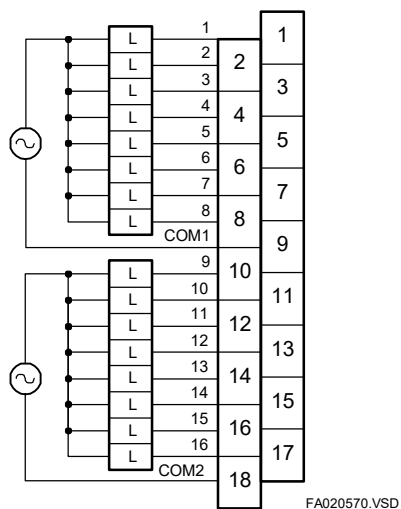 L 1 1
L 2 2
L 3 3
L 4 4
L 5 5
L 6 6
L 7 7
L 8 8
COM1 9
L 9 10
L 10 11
L 11 12
L 12 13
L 13 14
L 14 15
L 15 16
L 16 17
COM2 18
FA020570.VSD